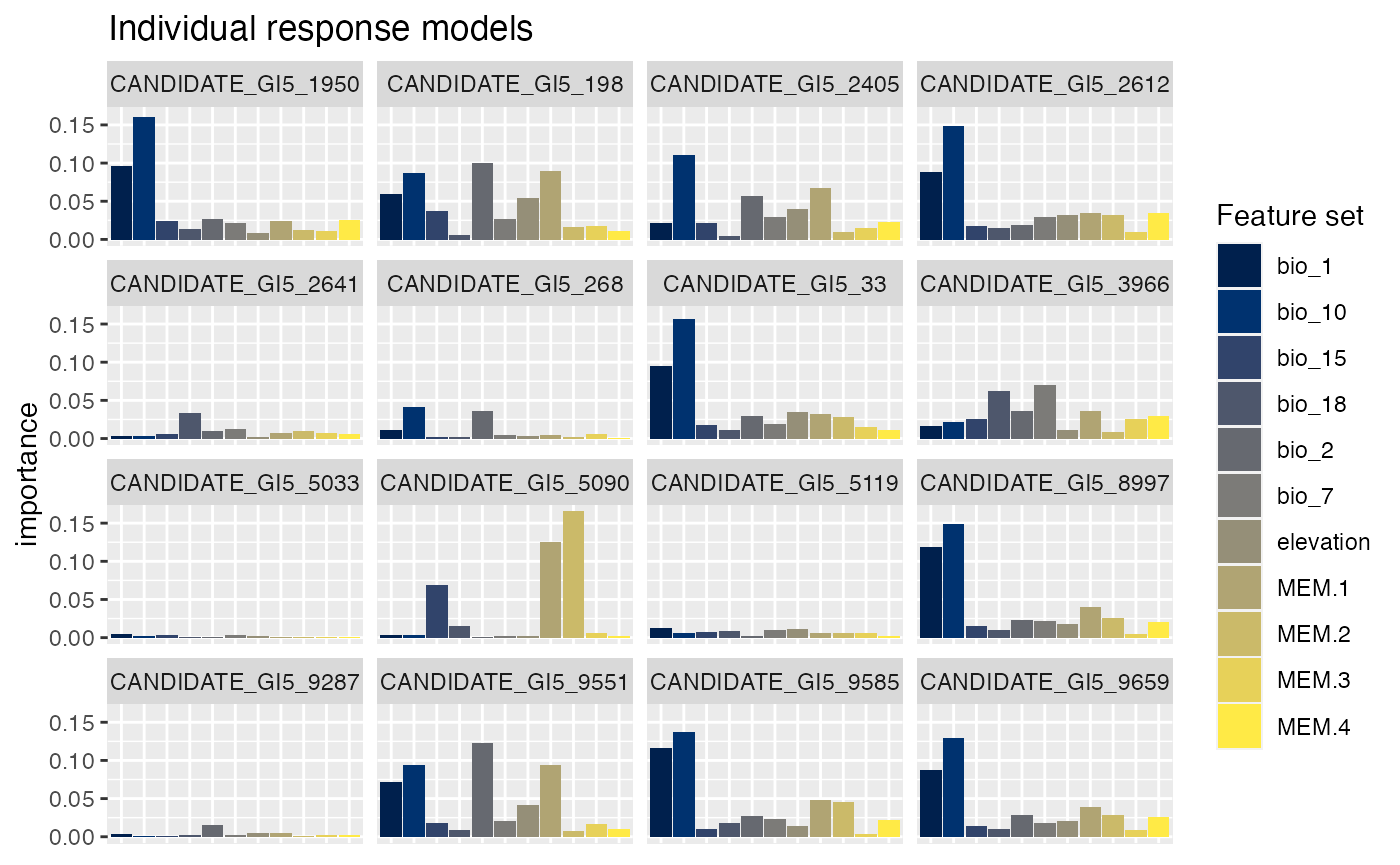 Individual response models
CANDIDATE_GI5_1950 CANDIDATE_GI5_198 CANDIDATE_GI5_2405 CANDIDATE_GI5_2612
0.15
0.10
0.05
0.00
CANDIDATE_GI5_2641 CANDIDATE_GI5_268 CANDIDATE_GI5_33 CANDIDATE_GI5_3966
0.15
0.10
0.05
0.00
CANDIDATE_GI5_5033 CANDIDATE_GI5_5090 CANDIDATE_GI5_5119 CANDIDATE_GI5_8997
0.15
0.10
0.05
0.00
CANDIDATE_GI5_9287 CANDIDATE_GI5_9551 CANDIDATE_GI5_9585 CANDIDATE_GI5_9659
0.15
0.10
0.05
0.00
importance
Feature set
bio_1
bio_10
bio_15
bio_18
bio_2
bio_7
elevation
MEM.1
MEM.2
MEM.3
MEM.4